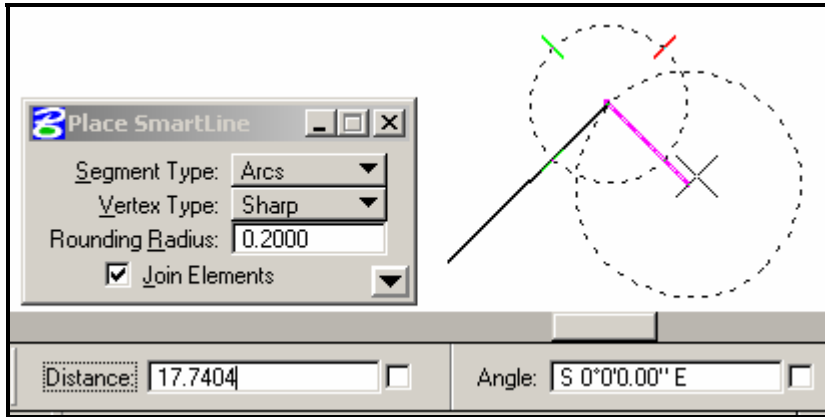 Place SmartLine
Segment Type: Arcs
Vertex Type: Sharp
Rounding Radius: 0.2000
Join Elements
Distance: 17.7404
Angle: S 0°0'0.00" E